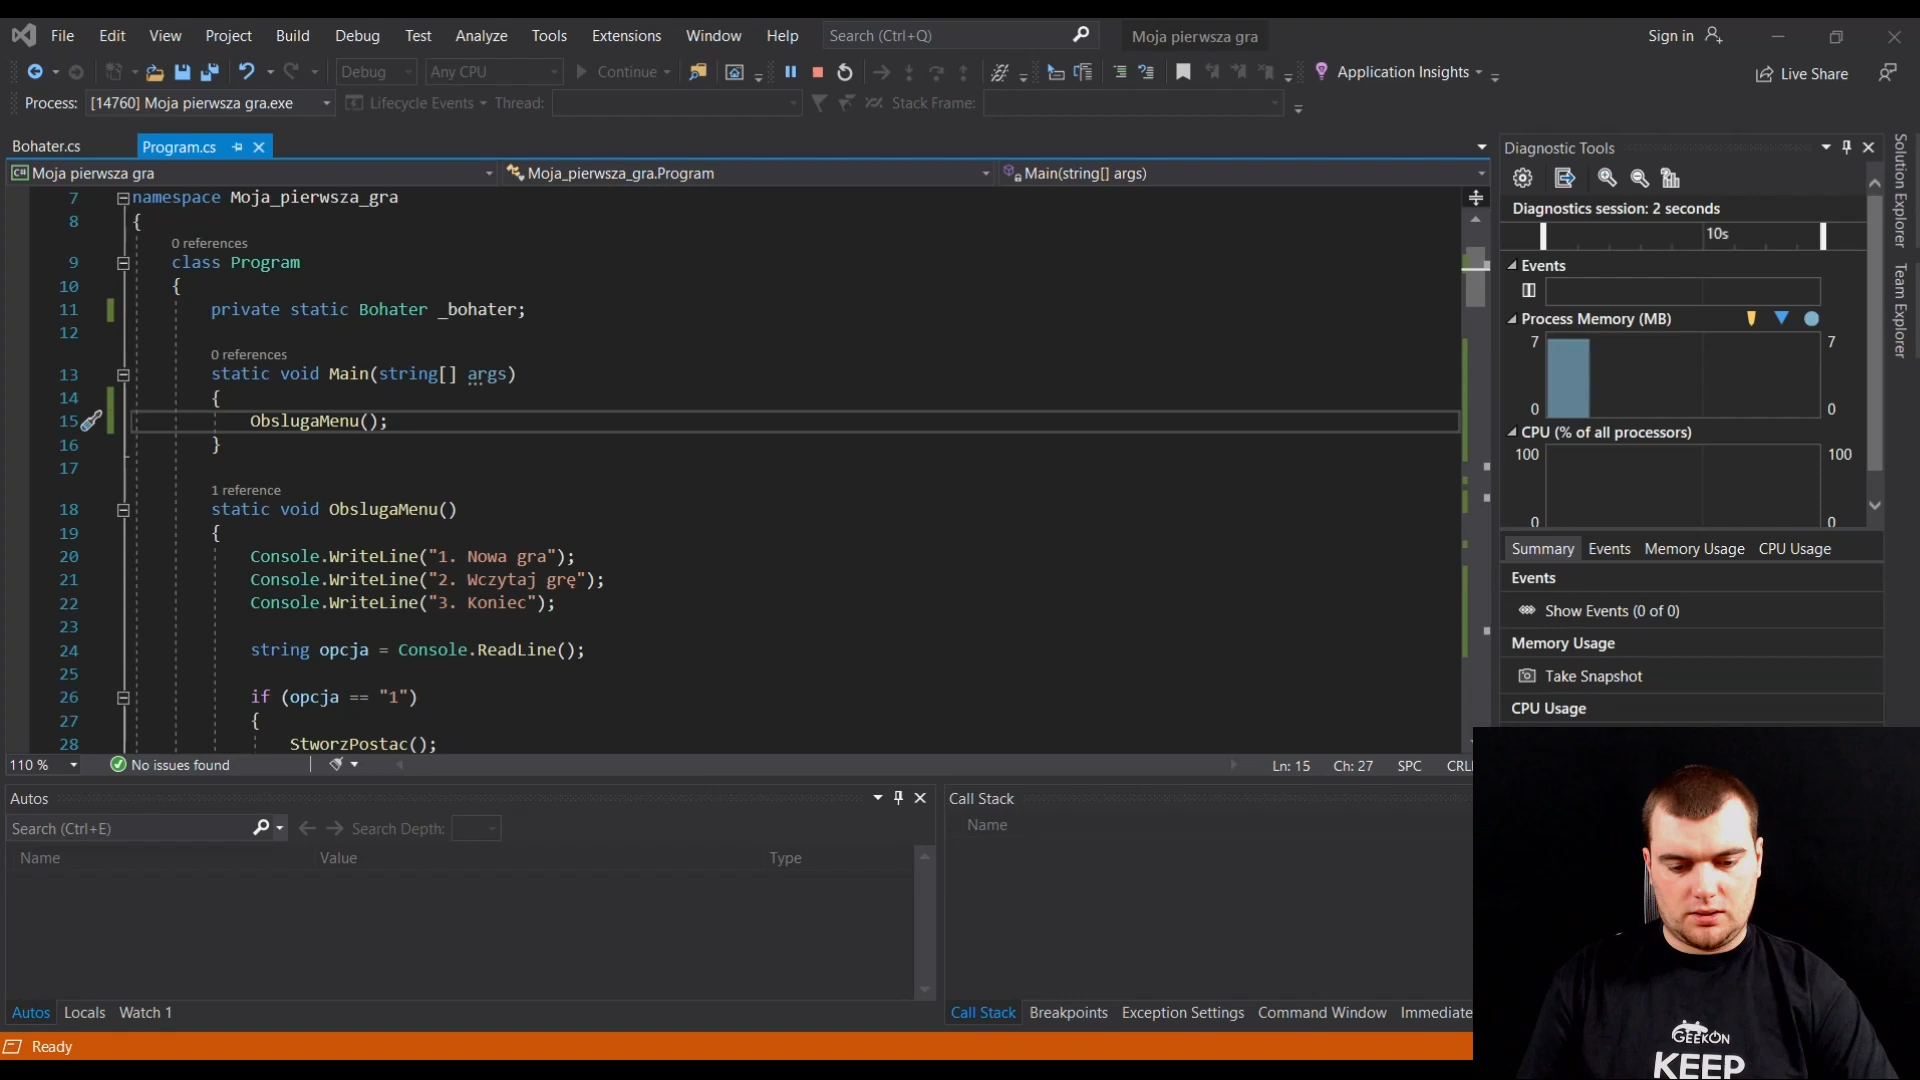 File Edit View Project Build Debug Test Analyze Tools Extensions Window Help Search (Ctrl+Q) Moja pierwsza gra Sign in
Debug Any CPU Continue Application Insights Live Share
Process: [14760] Moja pierwsza gra.exe Lifecycle Events Thread: Stack Frame:
Bohater.cs Program.cs
C# Moja pierwsza gra Moja_pierwsza_gra.Program Main(string[] args)
7 namespace Moja_pierwsza_gra
8 {
0 references
9 class Program
10 {
11 private static Bohater _bohater;
12
0 references
13 static void Main(string[] args)
14 {
15 ObslugaMenu();
16 }
17
1 reference
18 static void ObslugaMenu()
19 {
20 Console.WriteLine("1. Nowa gra");
21 Console.WriteLine("2. Wczytaj grę");
22 Console.WriteLine("3. Koniec");
23
24 string opcja = Console.ReadLine();
25
26 if (opcja == "1")
27 {
28 StworzPostac();
110 % No issues found Ln: 15 Ch: 27 SPC CRL
Diagnostic Tools
Diagnostics session: 2 seconds
10s
Events
Process Memory (MB)
7 7
0 0
CPU (% of all processors)
100 100
0 0
Summary Events Memory Usage CPU Usage
Events
Show Events (0 of 0)
Memory Usage
Take Snapshot
CPU Usage
Solution Explorer
Team Explorer
Autos
Search (Ctrl+E) Search Depth:
Name Value Type
Autos Locals Watch 1
Call Stack
Name
Call Stack Breakpoints Exception Settings Command Window Immediate
Ready
GEEKON
KEEP